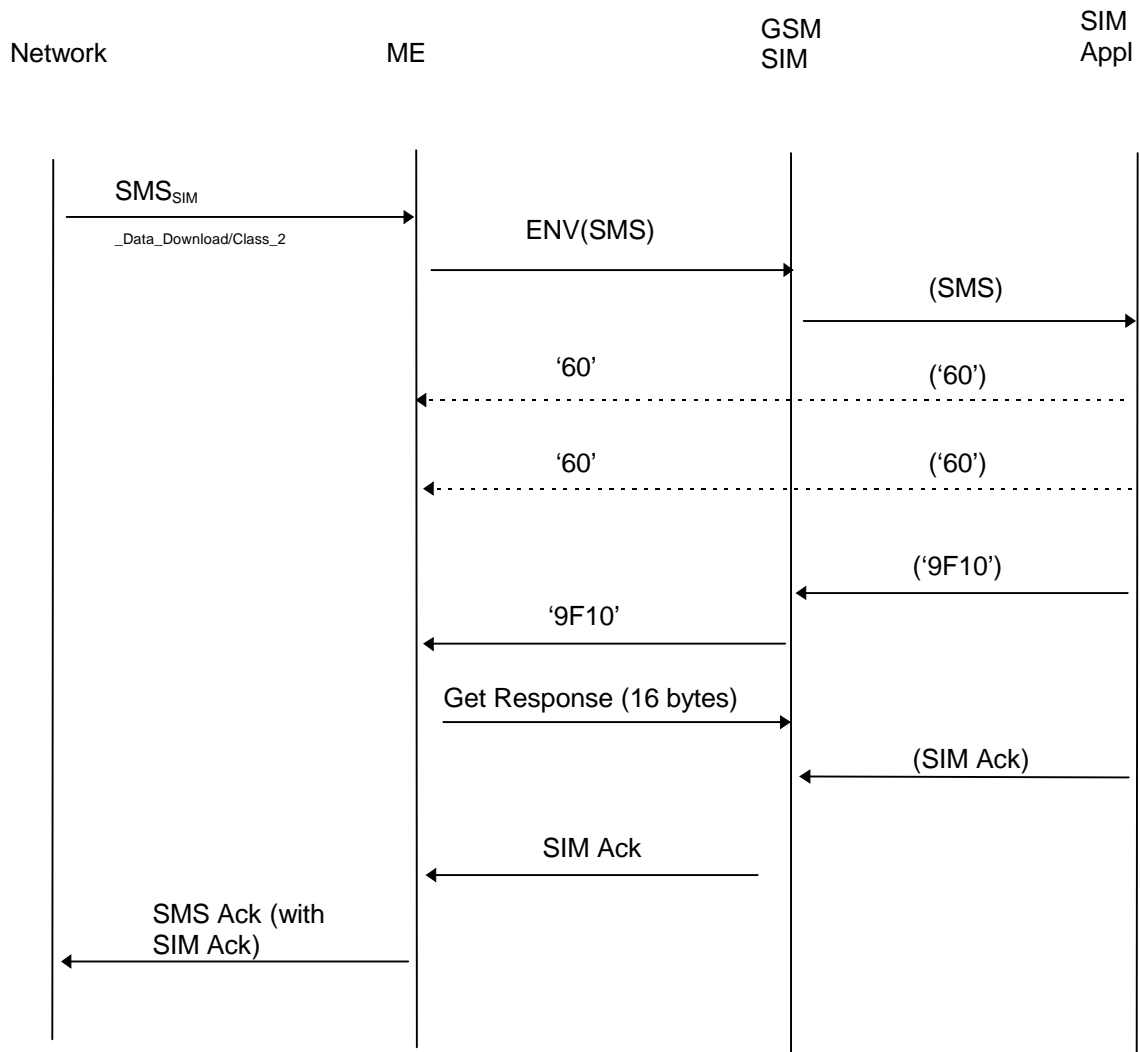 Network
ME
GSM
SIM
SIM
Appl
SMSSIM
_Data_Download/Class_2
ENV(SMS)
(SMS)
‘60’
(‘60’)
‘60’
(‘60’)
(‘9F10’)
‘9F10’
Get Response (16 bytes)
(SIM Ack)
SIM Ack
SMS Ack (with
SIM Ack)